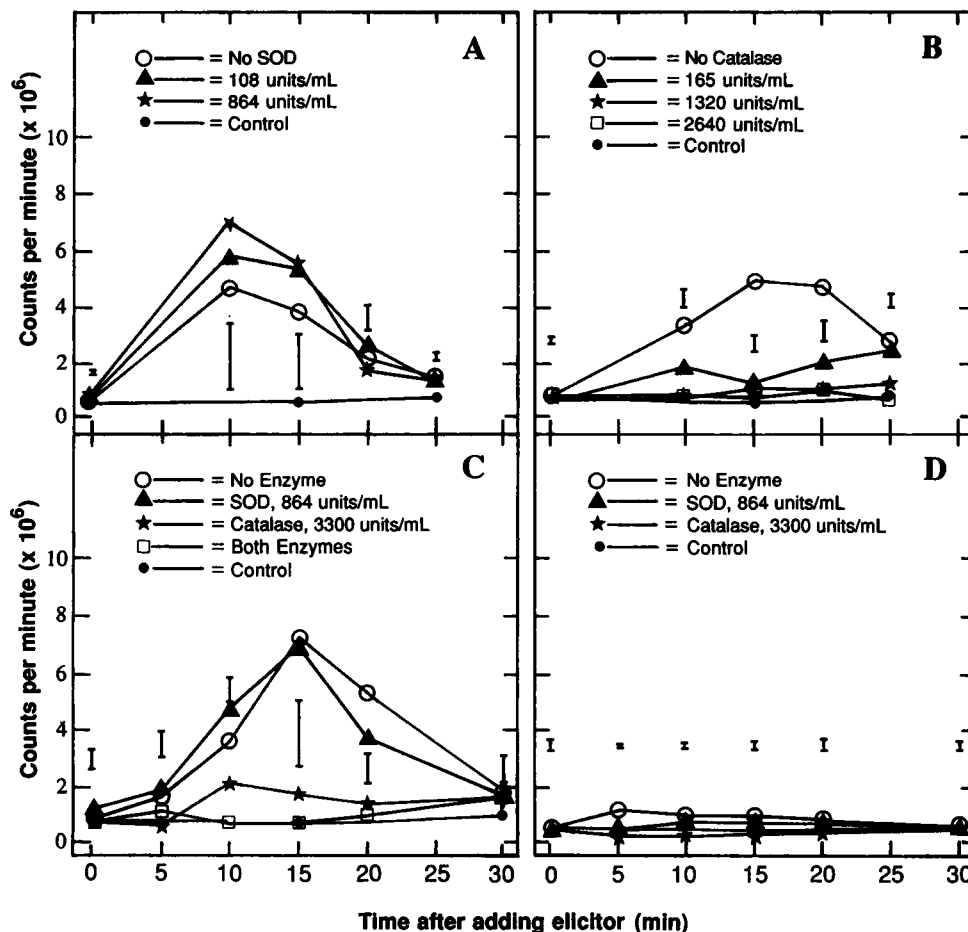 A
= No SOD
= 108 units/mL
= 864 units/mL
= Control
Counts per minute (x 10⁶)
10
8
6
4
2
0
B
= No Catalase
= 165 units/mL
= 1320 units/mL
= 2640 units/mL
= Control
C
= No Enzyme
= SOD, 864 units/mL
= Catalase, 3300 units/mL
= Both Enzymes
= Control
Counts per minute (x 10⁶)
10
8
6
4
2
0
0 5 10 15 20 25 30
D
= No Enzyme
= SOD, 864 units/mL
= Catalase, 3300 units/mL
= Control
0 5 10 15 20 25 30
Time after adding elicitor (min)